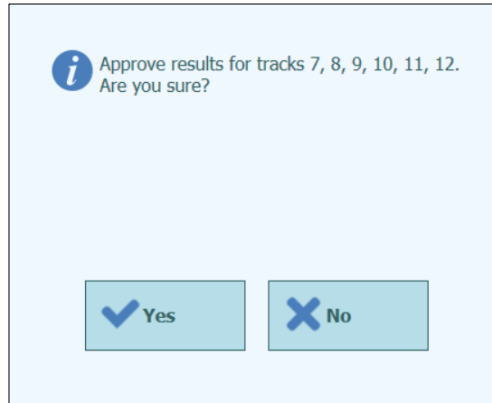 Approve results for tracks 7, 8, 9, 10, 11, 12.
Are you sure?
Yes
No